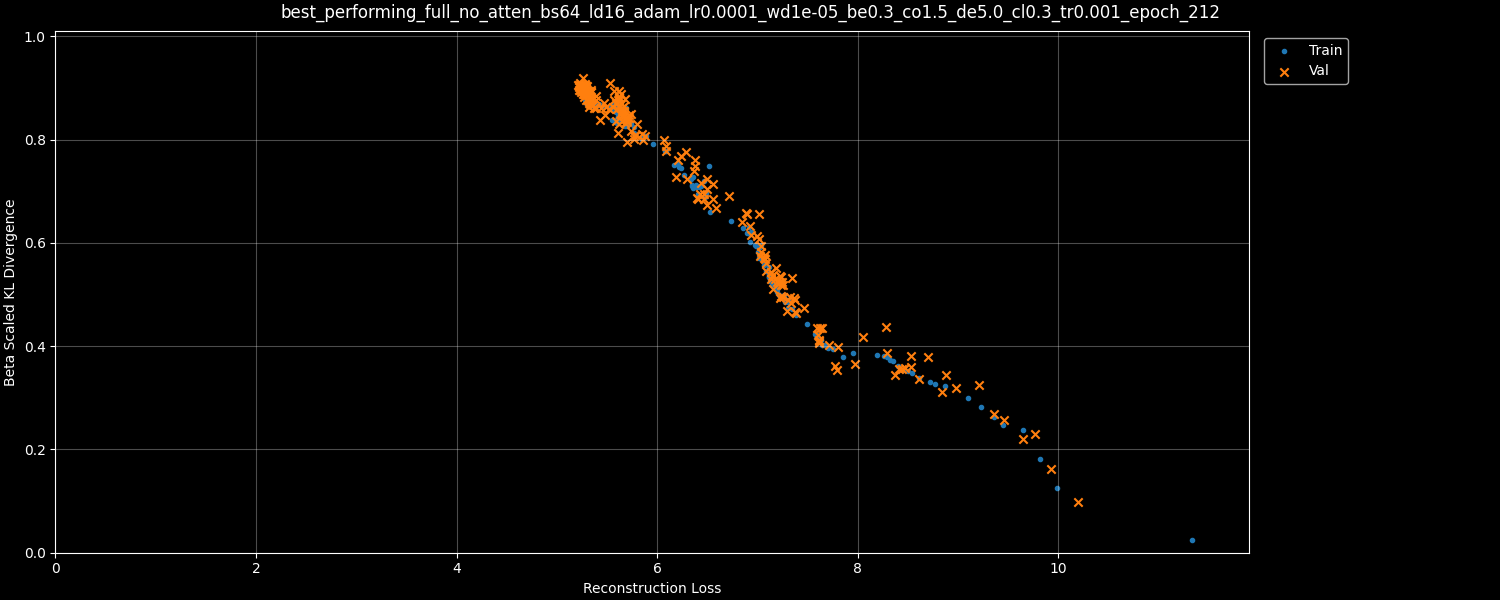 best_performing_full_no_atten_bs64_ld16_adam_lr0.0001_wd1e-05_be0.3_co1.5_de5.0_cl0.3_tr0.001_epoch_212
Train
Val
1.0
0.8
0.6
0.4
0.2
0.0
Beta Scaled KL Divergence
0 2 4 6 8 10
Reconstruction Loss